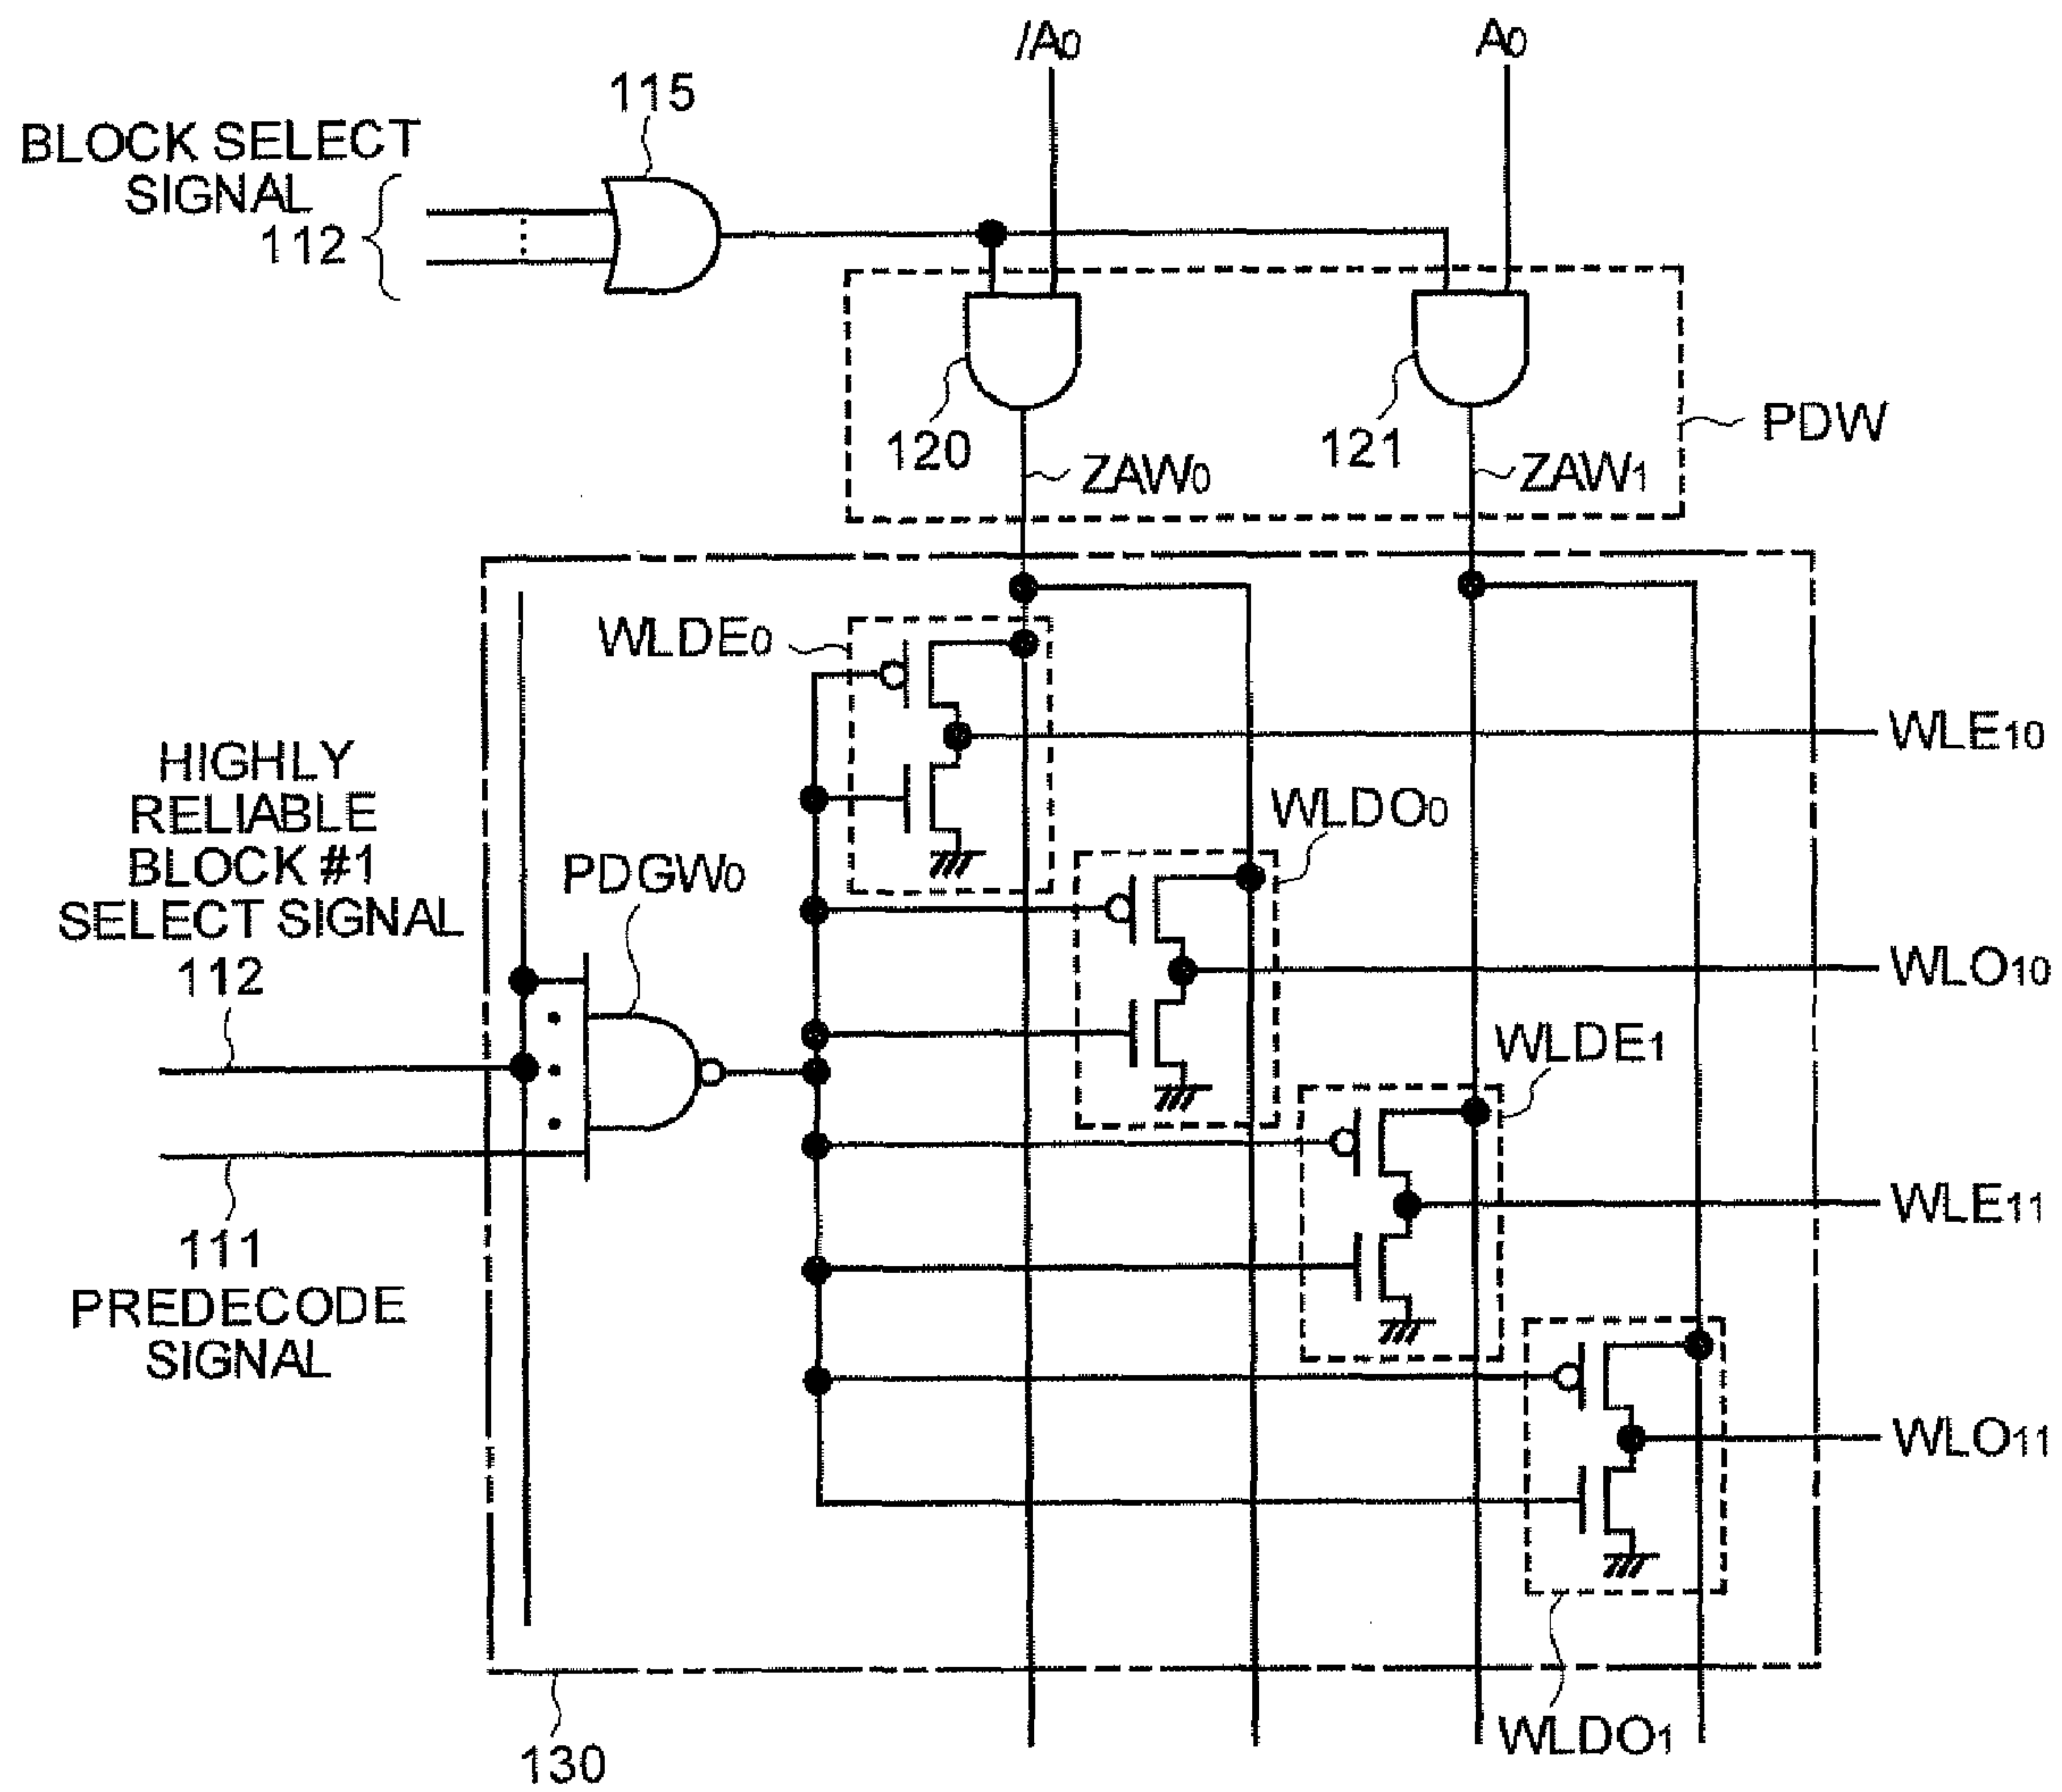 /A0
A0
115
BLOCK SELECT
SIGNAL
112
120
121
PDW
ZAW0
ZAW1
WLDE0
WLE10
HIGHLY
RELIABLE
BLOCK #1
SELECT SIGNAL
112
PDGW0
WLDO0
WLO10
WLDE1
WLE11
111
PREDECODE
SIGNAL
WLO11
WLDO1
130